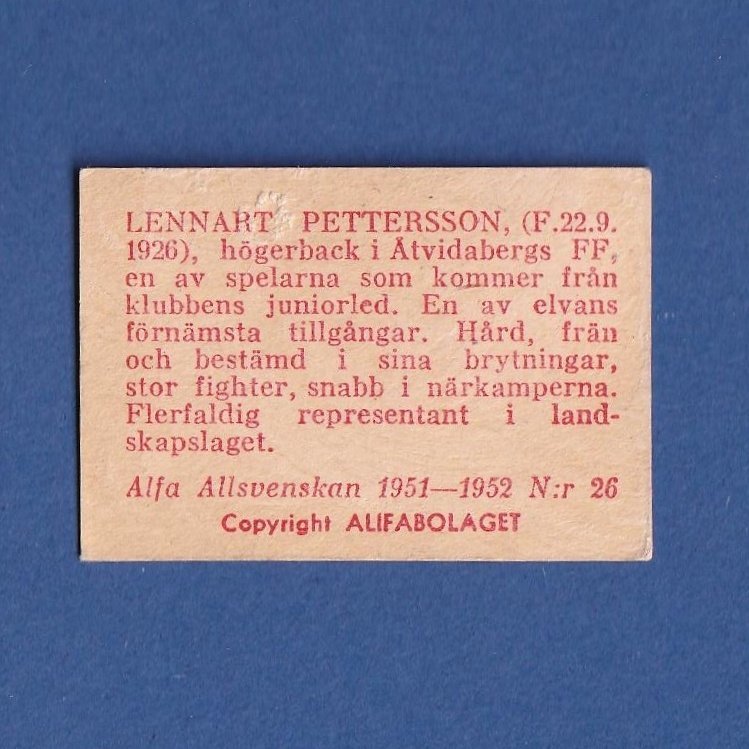 LENNART PETTERSSON, (F.22.9.
1926), högerback i Åtvidabergs FF,
en av spelarna som kommer från
klubbens juniorled. En av elvans
förnämsta tillgångar. Hård, frän
och bestämd i sina brytningar,
stor fighter, snabb i närkamperna.
Flerfaldig representant i land-
skapslaget.
Alfa Allsvenskan 1951—1952 N:r 26
Copyright ALIFABOLAGET